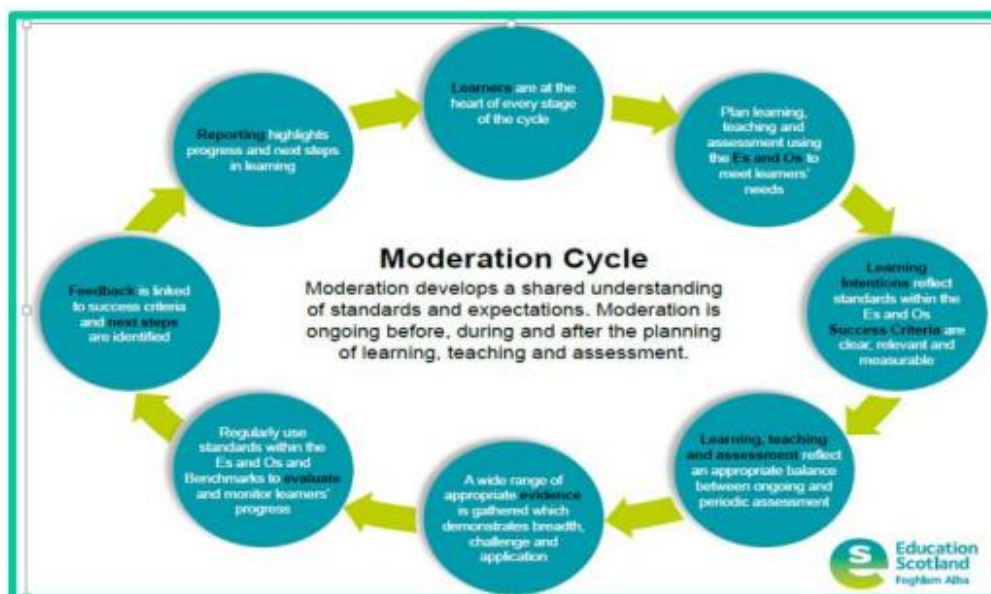 Learners are at the
heart of every stage
of the cycle
Plan learning,
teaching and
assessment using
the Es and Os to
meet learners'
needs
Learning
Intentions reflect
standards within the
Es and Os
Success Criteria are
clear, relevant and
measurable
Learning, teaching
and assessment reflect
an appropriate balance
between ongoing and
periodic assessment
A wide range of
appropriate evidence
is gathered which
demonstrates breadth,
challenge and
application
Regularly use
standards within the
Es and Os and
Benchmarks to evaluate
and monitor learners'
progress
Feedback is linked
to success criteria
and next steps
are identified
Reporting highlights
progress and next steps
in learning
Moderation Cycle
Moderation develops a shared understanding
of standards and expectations. Moderation is
ongoing before, during and after the planning
of learning, teaching and assessment.
Education
Scotland
Foghlam Alba